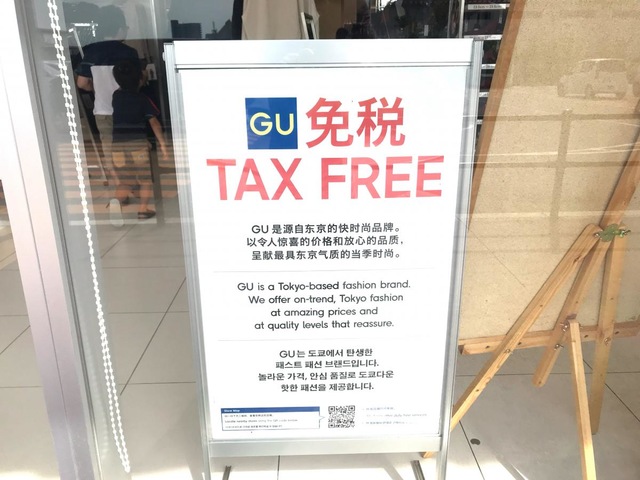 GU 免税
TAX FREE
GU 是源自东京的快时尚品牌。
以令人惊喜的价格和放心的品质，
呈献最具东京气质的当季时尚。
GU is a Tokyo-based fashion brand.
We offer on-trend, Tokyo fashion
at amazing prices and
at quality levels that reassure.
GU는 도쿄에서 탄생한
패스트 패션 브랜드입니다.
놀라운 가격, 안심 품질로 도쿄다운
핫한 패션을 제공합니다.